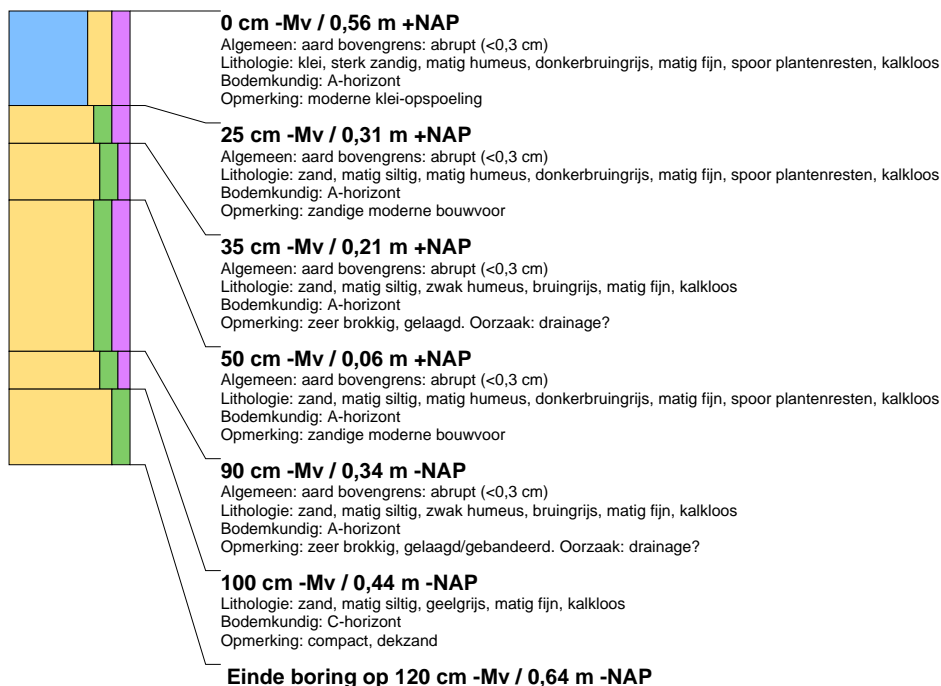 0 cm -Mv / 0,56 m +NAP
Algemeen: aard bovengrens: abrupt (<0,3 cm)
Lithologie: klei, sterk zandig, matig humeus, donkerbruingrijs, matig fijn, spoor plantenresten, kalkloos
Bodemkundig: A-horizont
Opmerking: moderne klei-opspoeling
25 cm -Mv / 0,31 m +NAP
Algemeen: aard bovengrens: abrupt (<0,3 cm)
Lithologie: zand, matig siltig, matig humeus, donkerbruingrijs, matig fijn, spoor plantenresten, kalkloos
Bodemkundig: A-horizont
Opmerking: zandige moderne bouwvoor
35 cm -Mv / 0,21 m +NAP
Algemeen: aard bovengrens: abrupt (<0,3 cm)
Lithologie: zand, matig siltig, zwak humeus, bruingrijs, matig fijn, kalkloos
Bodemkundig: A-horizont
Opmerking: zeer brokkig, gelaagd. Oorzaak: drainage?
50 cm -Mv / 0,06 m +NAP
Algemeen: aard bovengrens: abrupt (<0,3 cm)
Lithologie: zand, matig siltig, matig humeus, donkerbruingrijs, matig fijn, spoor plantenresten, kalkloos
Bodemkundig: A-horizont
Opmerking: zandige moderne bouwvoor
90 cm -Mv / 0,34 m -NAP
Algemeen: aard bovengrens: abrupt (<0,3 cm)
Lithologie: zand, matig siltig, zwak humeus, bruingrijs, matig fijn, kalkloos
Bodemkundig: A-horizont
Opmerking: zeer brokkig, gelaagd/gebandeerd. Oorzaak: drainage?
100 cm -Mv / 0,44 m -NAP
Lithologie: zand, matig siltig, geelgrijs, matig fijn, kalkloos
Bodemkundig: C-horizont
Opmerking: compact, dekzand
Einde boring op 120 cm -Mv / 0,64 m -NAP